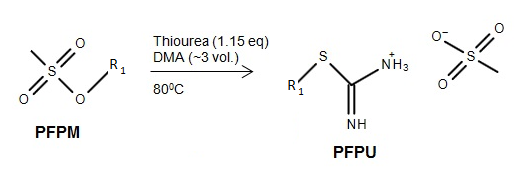 Thiourea (1.15 eq)
DMA (~3 vol.)
80⁰C
O
S
O
O
R₁
PFPM
S
R₁
NH₃⁺
NH
PFPU
O⁻
S
O
O